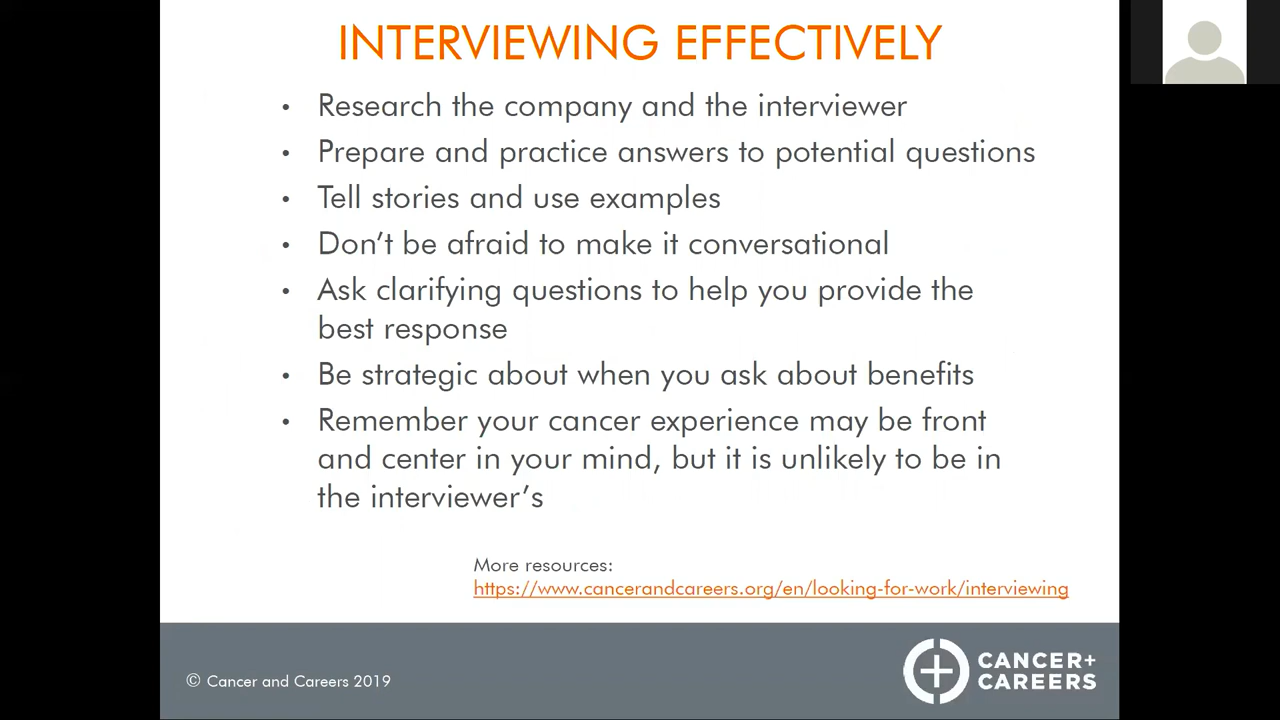 INTERVIEWING EFFECTIVELY
• Research the company and the interviewer
• Prepare and practice answers to potential questions
• Tell stories and use examples
• Don't be afraid to make it conversational
• Ask clarifying questions to help you provide the
best response
• Be strategic about when you ask about benefits
• Remember your cancer experience may be front
and center in your mind, but it is unlikely to be in
the interviewer's
More resources:
https://www.cancerandcareers.org/en/looking-for-work/interviewing
© Cancer and Careers 2019
CANCER+
CAREERS